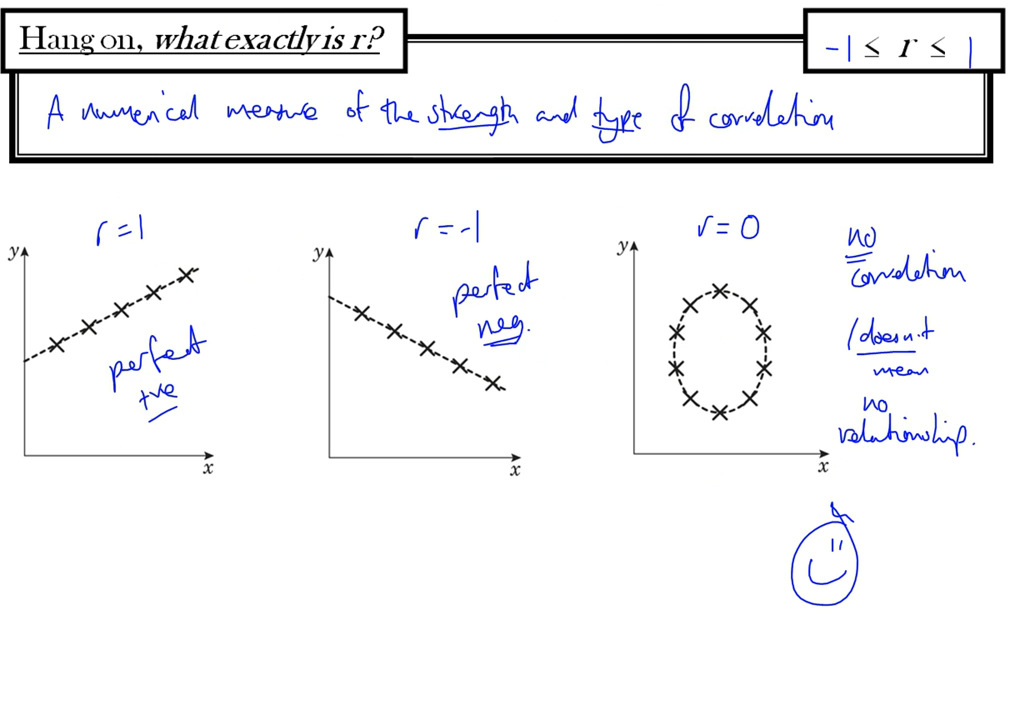 Hang on, what exactly is r?
-1 ≤ r ≤ 1
A numerical measure of the strength and type of correlation
r = 1
y
perfect
+ve
x
r = -1
y
perfect
neg.
x
r = 0
y
x
no
correlation
/doesn't
mean
no
relationship.